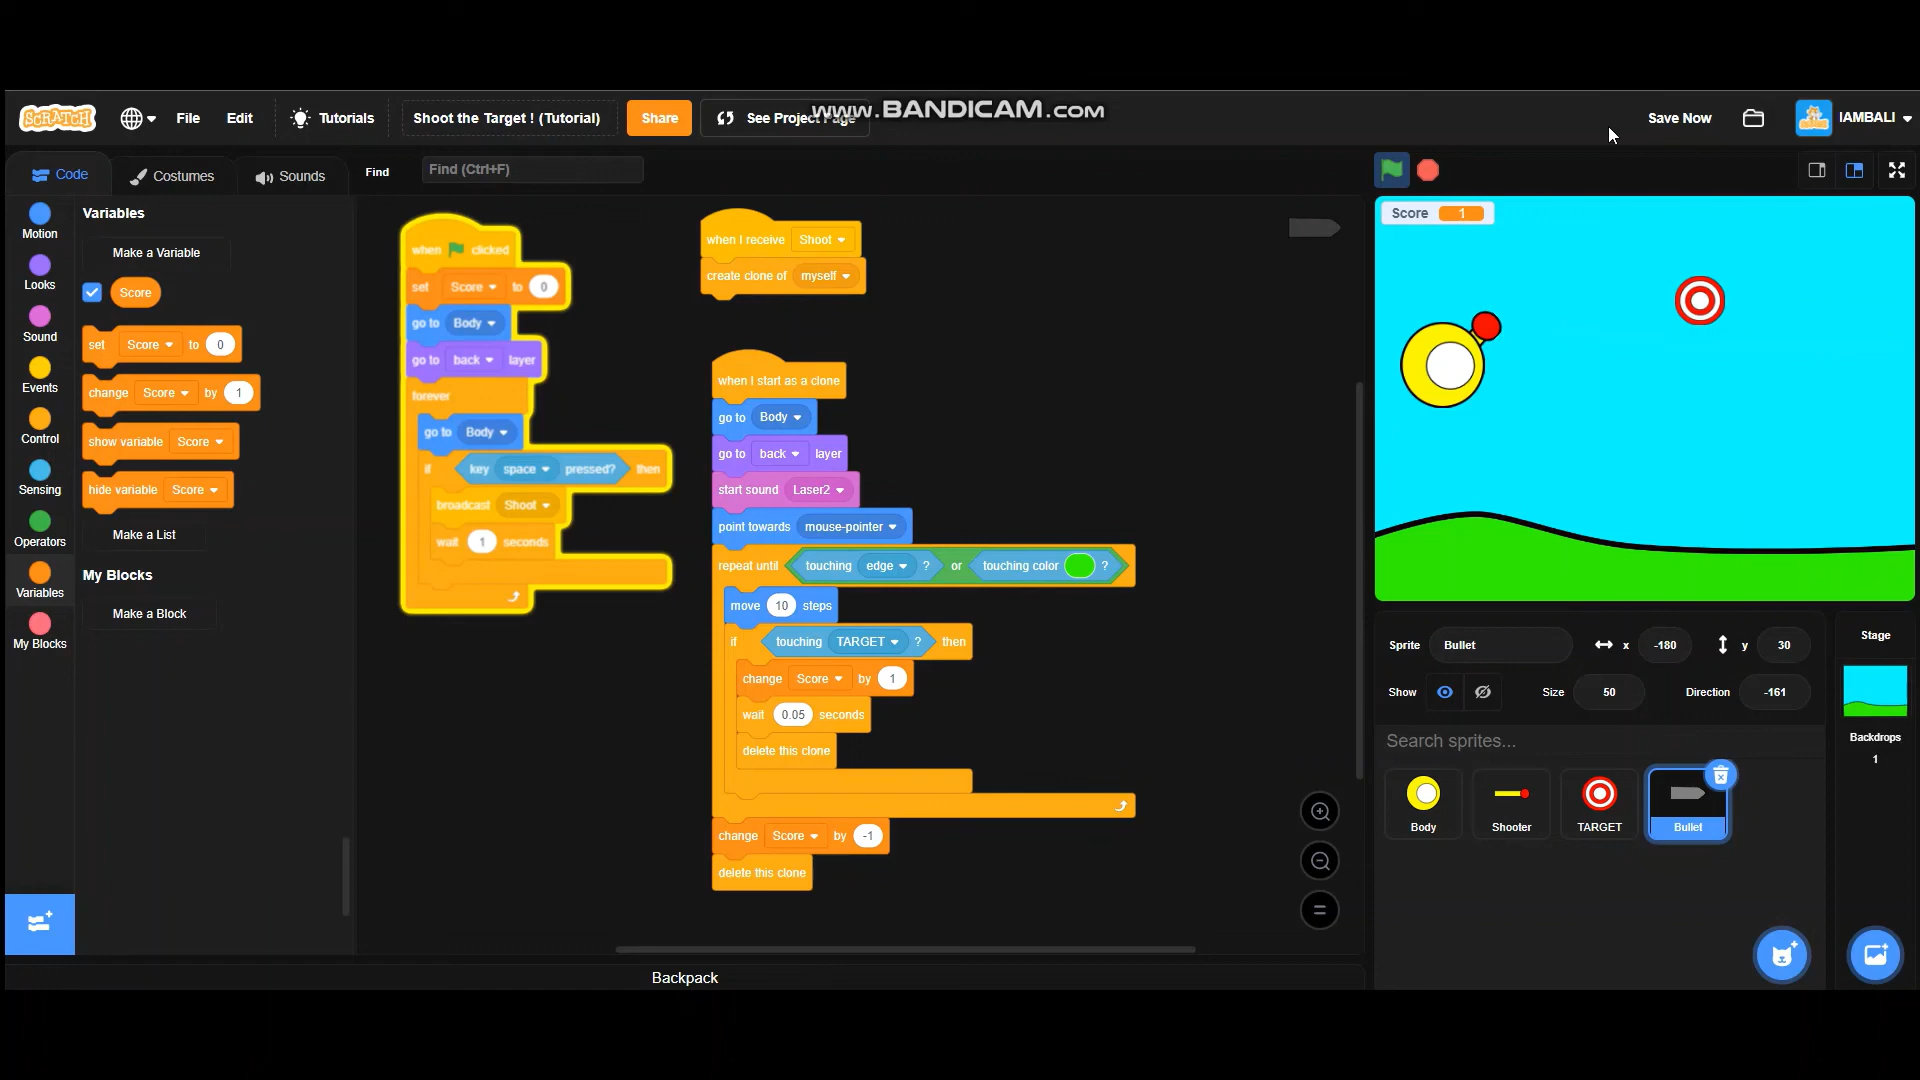 www.BANDICAM.com
SCRATCH File Edit Tutorials Shoot the Target ! (Tutorial) Share See Project Page Save Now IAMBALI
Code Costumes Sounds Find Find (Ctrl+F)
Motion
Looks
Sound
Events
Control
Sensing
Operators
Variables
My Blocks
Variables
Make a Variable
Score
set Score to 0
change Score by 1
show variable Score
hide variable Score
Make a List
My Blocks
Make a Block
when clicked
set Score to 0
go to Body
go to back layer
forever
go to Body
if key space pressed? then
broadcast Shoot
wait 1 seconds
when I receive Shoot
create clone of myself
when I start as a clone
go to Body
go to back layer
start sound Laser2
point towards mouse-pointer
repeat until touching edge ? or touching color ?
move 10 steps
if touching TARGET ? then
change Score by 1
wait 0.05 seconds
delete this clone
change Score by -1
delete this clone
Score 1
Sprite Bullet x -180 y 30
Show Size 50 Direction -161
Search sprites...
Body Shooter TARGET Bullet
Stage
Backdrops
1
Backpack